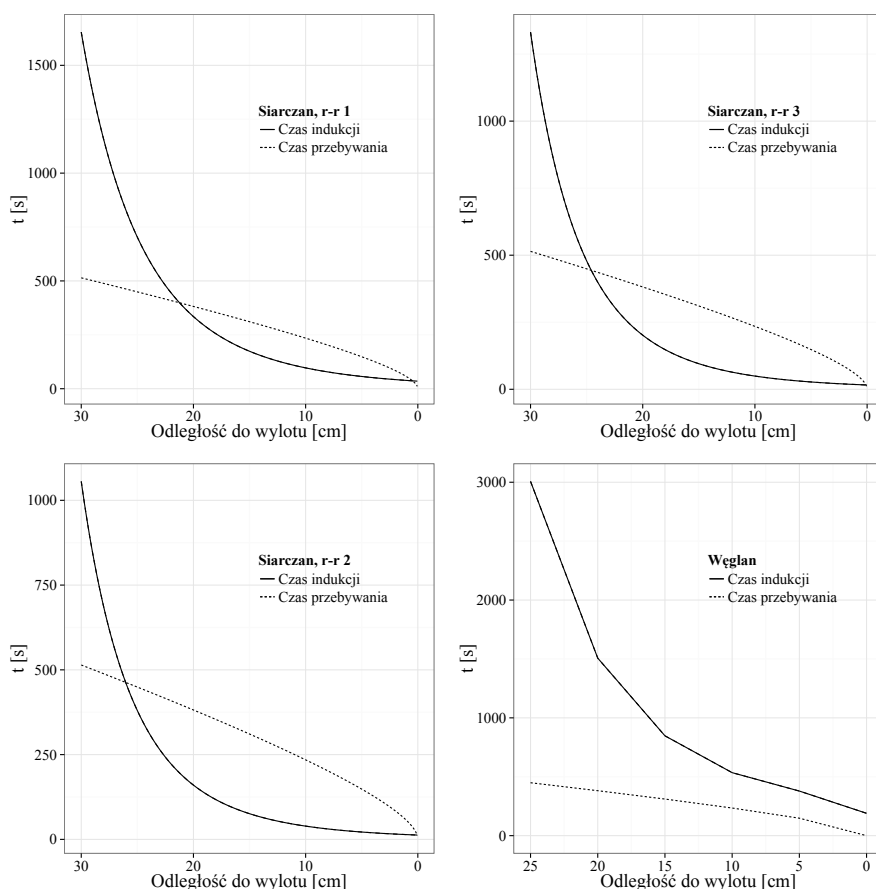 t [s]
1500
1000
500
0
Siarczan, r-r 1
Czas indukcji
Czas przebywania
30
20
10
0
Odległość do wylotu [cm]
t [s]
1000
500
0
Siarczan, r-r 3
Czas indukcji
Czas przebywania
30
20
10
0
Odległość do wylotu [cm]
t [s]
1000
750
500
250
0
Siarczan, r-r 2
Czas indukcji
Czas przebywania
30
20
10
0
Odległość do wylotu [cm]
t [s]
3000
2000
1000
0
Węglan
Czas indukcji
Czas przebywania
25
20
15
10
5
0
Odległość do wylotu [cm]